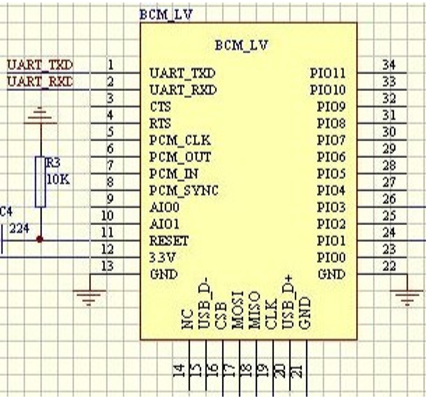 BCM_LV
BCM_LV
UART_TXD 1 UART_TXD PIO11 34
UART_RXD 2 UART_RXD PIO10 33
3 CTS PIO9 32
4 RTS PIO8 31
5 PCM_CLK PIO7 30
6 PCM_OUT PIO6 29
7 PCM_IN PIO5 28
8 PCM_SYNC PIO4 27
9 AIO0 PIO3 26
10 AIO1 PIO2 25
11 RESET PIO1 24
12 3.3V PIO0 23
13 GND GND 22
R3
10K
C4
224
NC
USB_D-
CSB
MOSI
MISO
CLK
USB_D+
GND
14
15
16
17
18
19
20
21